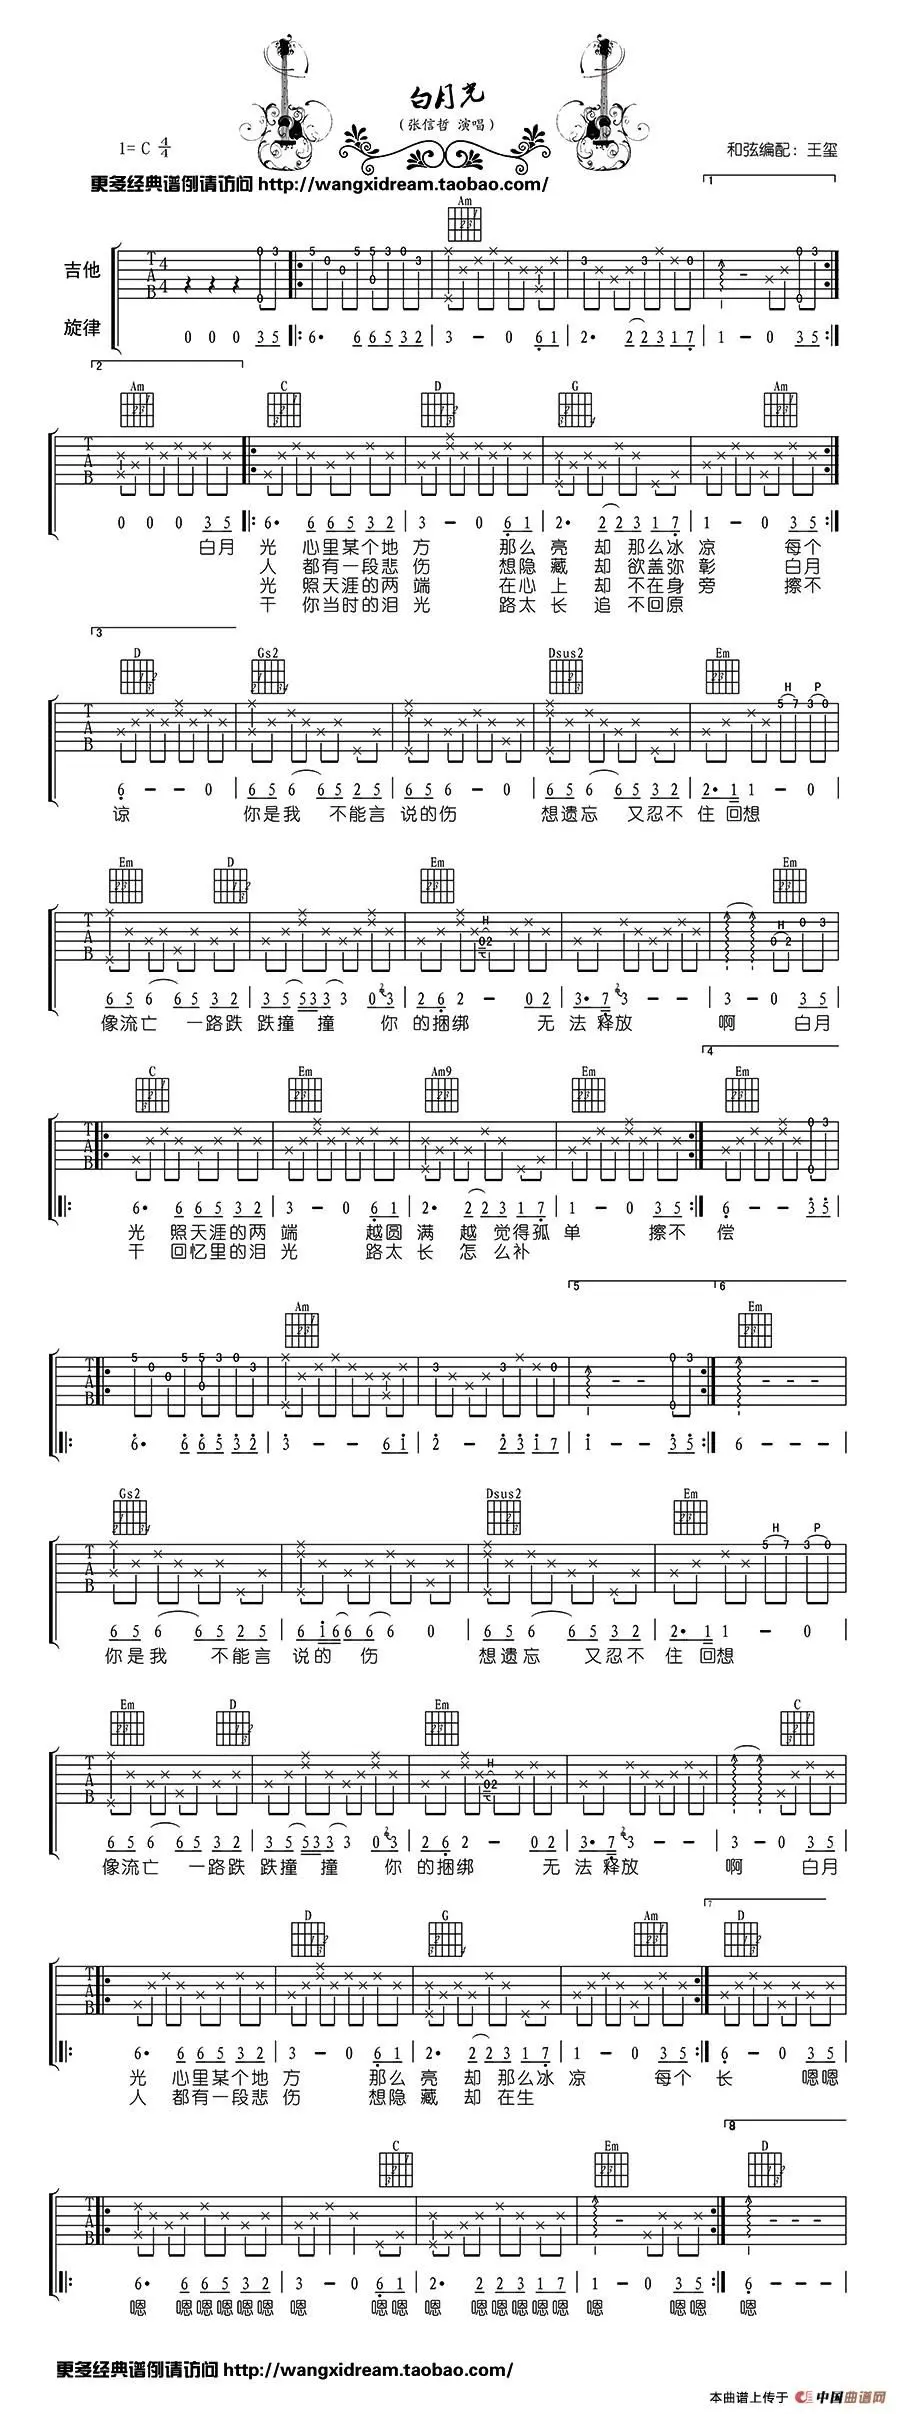 白月光
(张信哲 演唱)
1= C 4/4
和弦编配：王玺
更多经典谱例请访问 http://wangxidream.taobao.com/
1
Am
吉他
旋律
0 0 0 3 5 6· 6 6 5 3 2 3 – 0 6 1 2· 2 2 3 1 7 1 – 0 3 5
2
Am C D G Am
0 0 0 3 5 6· 6 6 5 3 2 3 – 0 6 1 2· 2 2 3 1 7 1 – 0 3 5
白月 光 心里某个地 方 那么 亮 却 那么冰 凉 每个
人 都有一段悲 伤 想隐 藏 却 欲盖弥 彰 白月
光 照天涯的两 端 在心 上 却 不在身 旁 擦不
干 你当时的泪 光 路太 长 追 不回原
3
D Gs2 Dsus2 Em
H P
6 – – 0 6 5 6 6 5 2 5 6 5 6 – 0 6 5 6 6 5 3 2 2· 1 1 – 0
谅 你是我 不能言 说的伤 想遗忘 又忍不 住 回想
Em D Em Em
H H
6 5 6 6 5 3 2 3 5 5 3 3 3 0 3 2 6 2 – 0 2 3· 7 3 – – 3 – 0 3 5
像流亡 一路跌 跌撞 撞 你 的捆绑 无 法 释放 啊 白月
4
C Em Am9 Em Em
6· 6 6 5 3 2 3 – 0 6 1 2· 2 2 3 1 7 1 – 0 3 5 6 – – 3 5
光 照天涯的两 端 越圆 满 越 觉得孤 单 擦不 偿
干 回忆里的泪 光 路太 长 怎 么补
5 6
Am Em
6· 6 6 5 3 2 3 – – 6 1 2 – 2 3 1 7 1 – – 3 5 6 – – –
Gs2 Dsus2 Em
H P
6 5 6 6 5 2 5 6 1 6 6 6 6 0 6 5 6 6 5 3 2 2· 1 1 – 0
你是我 不能言 说的 伤 想遗忘 又忍不 住 回想
Em D Em C
H
6 5 6 6 5 3 2 3 5 5 3 3 3 0 3 2 6 2 – 0 2 3· 7 3 – – 3 – 0 3 5
像流亡 一路跌 跌撞 撞 你 的捆绑 无 法 释放 啊 白月
7
D G Am D
6· 6 6 5 3 2 3 – 0 6 1 2· 2 2 3 1 7 1 – 0 3 5 6 – 0 3 5
光 心里某个地 方 那么 亮 却 那么冰 凉 每个 长 嗯嗯
人 都有一段悲 伤 想隐 藏 却 在生
8
C Em D
6· 6 6 5 3 2 3 – 0 6 1 2· 2 2 3 1 7 1 – 0 3 5 6 – – –
嗯 嗯嗯嗯嗯嗯 嗯 嗯嗯 嗯 嗯嗯嗯嗯嗯 嗯 嗯嗯 嗯
更多经典谱例请访问 http://wangxidream.taobao.com/
本曲谱上传于 中国曲谱网